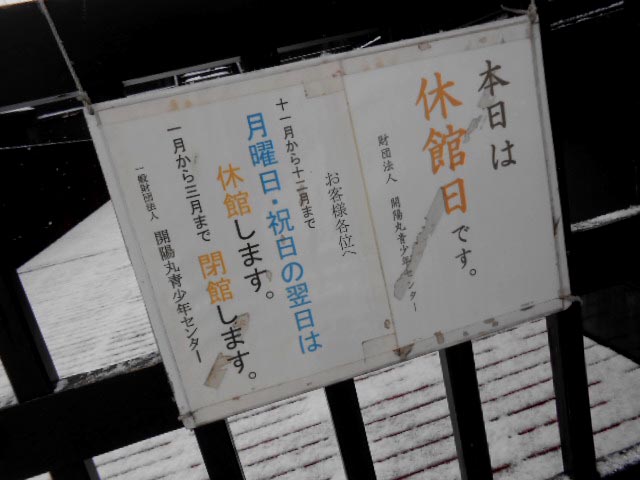 本日は
休館日です。
財団法人 開陽丸青少年センター
お客様各位へ
十一月から十二月まで
月曜日・祝日の翌日は
休館します。
一月から三月まで 閉館します。
一般財団法人 開陽丸青少年センター